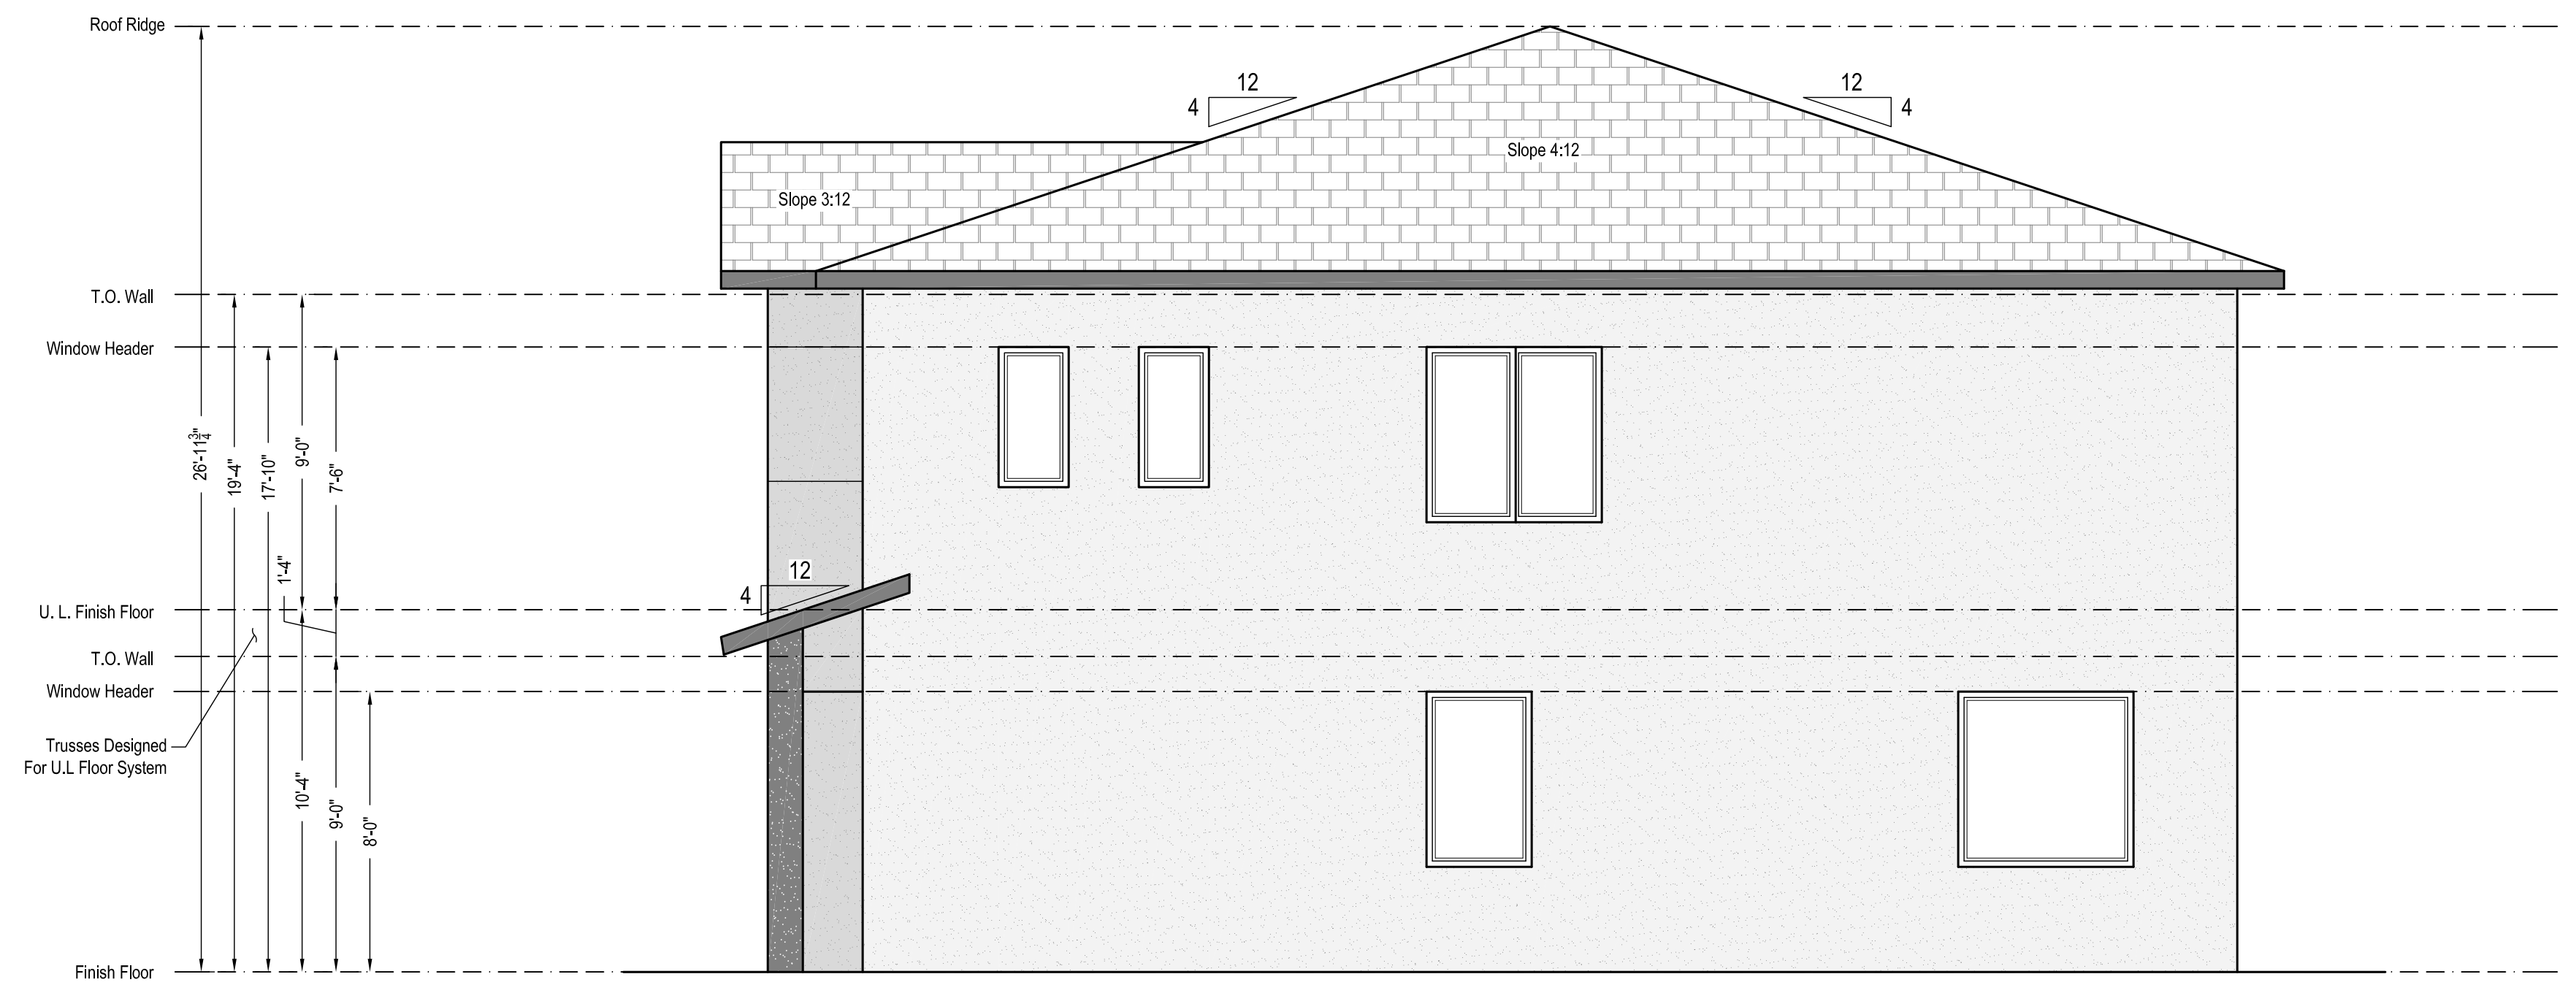 Roof Ridge
12
4
12
4
Slope 4:12
Slope 3:12
T.O. Wall
Window Header
26'-11¾"
19'-4"
17'-10"
9'-0"
7'-6"
1'-4"
12
4
U. L. Finish Floor
T.O. Wall
Window Header
Trusses Designed
For U.L Floor System
10'-4"
9'-0"
8'-0"
Finish Floor